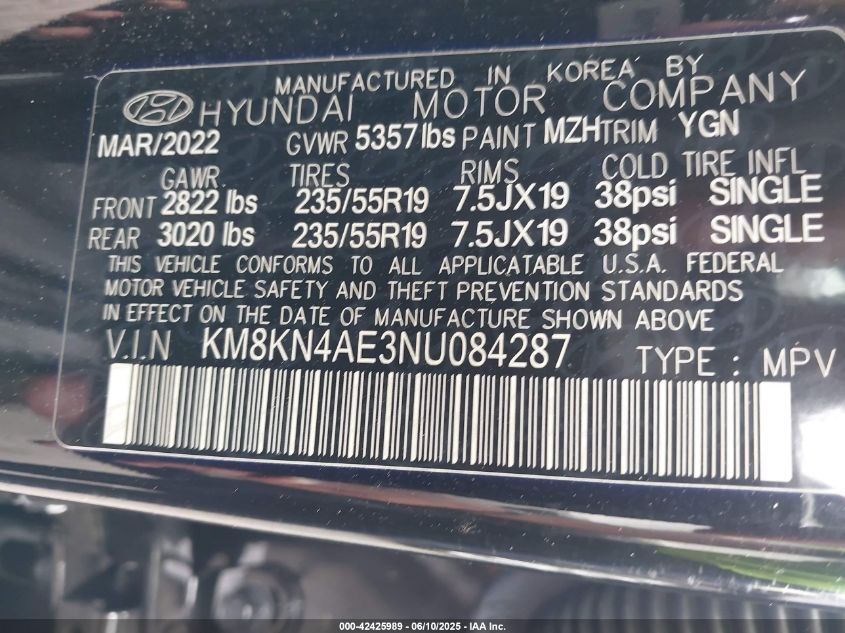 MANUFACTURED IN KOREA BY
HYUNDAI MOTOR COMPANY
MAR/2022 GVWR 5357lbs PAINT MZH TRIM YGN
GAWR TIRES RIMS COLD TIRE INFL
FRONT 2822 lbs 235/55R19 7.5JX19 38psi SINGLE
REAR 3020 lbs 235/55R19 7.5JX19 38psi SINGLE
THIS VEHICLE CONFORMS TO ALL APPLICATABLE U.S.A. FEDERAL
MOTOR VEHICLE SAFETY AND THEFT PREVENTION STANDARDS
IN EFFECT ON THE DATE OF MANUFACTURE SHOWN ABOVE
V.I.N KM8KN4AE3NU084287 TYPE : MPV
000-42425989 - 06/10/2025 - IAA Inc.